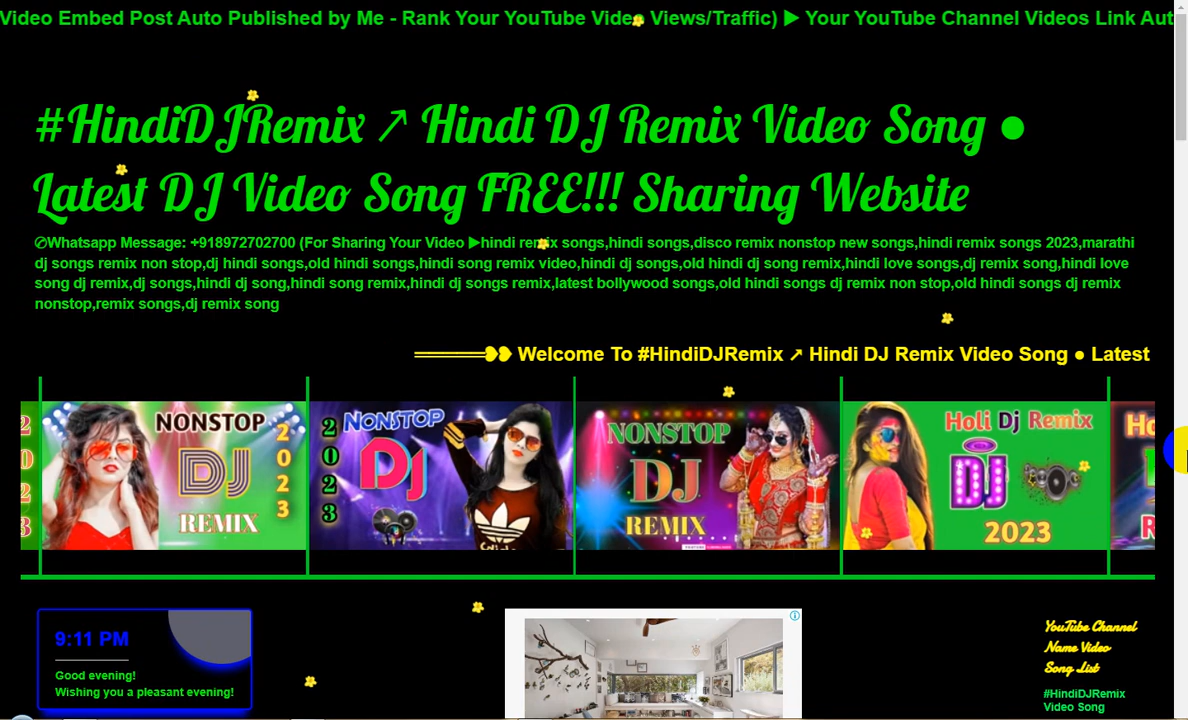 Video Embed Post Auto Published by Me - Rank Your YouTube Video Views/Traffic) ▶ Your YouTube Channel Videos Link Aut
#HindiDJRemix ↗ Hindi DJ Remix Video Song ●
Latest DJ Video Song FREE!!! Sharing Website
✆Whatsapp Message: +918972702700 (For Sharing Your Video ▶hindi remix songs,hindi songs,disco remix nonstop new songs,hindi remix songs 2023,marathi
dj songs remix non stop,dj hindi songs,old hindi songs,hindi song remix video,hindi dj songs,old hindi dj song remix,hindi love songs,dj remix song,hindi love
song dj remix,dj songs,hindi dj song,hindi song remix,hindi dj songs remix,latest bollywood songs,old hindi songs dj remix non stop,old hindi songs dj remix
nonstop,remix songs,dj remix song
═══════❥❥ Welcome To #HindiDJRemix ↗ Hindi DJ Remix Video Song ● Latest
2023
NONSTOP
DJ
REMIX
2023
2023
NONSTOP
DJ
NONSTOP
DJ
REMIX
Holi Dj Remix
DJ
2023
Ho
R
9:11 PM
Good evening!
Wishing you a pleasant evening!
YouTube Channel
Name Video
Song List
#HindiDJRemix
Video Song